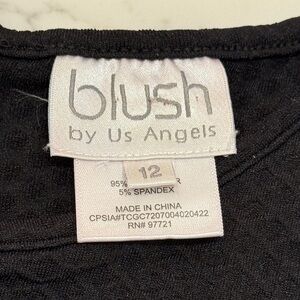 blush
by Us Angels
12
95% R
5% SPANDEX
MADE IN CHINA
CPSIA#TCGC7207004020422
RN# 97721